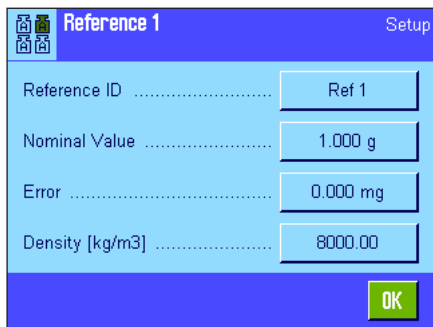 Reference 1 Setup
Reference ID ........................ Ref 1
Nominal Value ...................... 1.000 g
Error ................................... 0.000 mg
Density [kg/m3] .................... 8000.00
OK